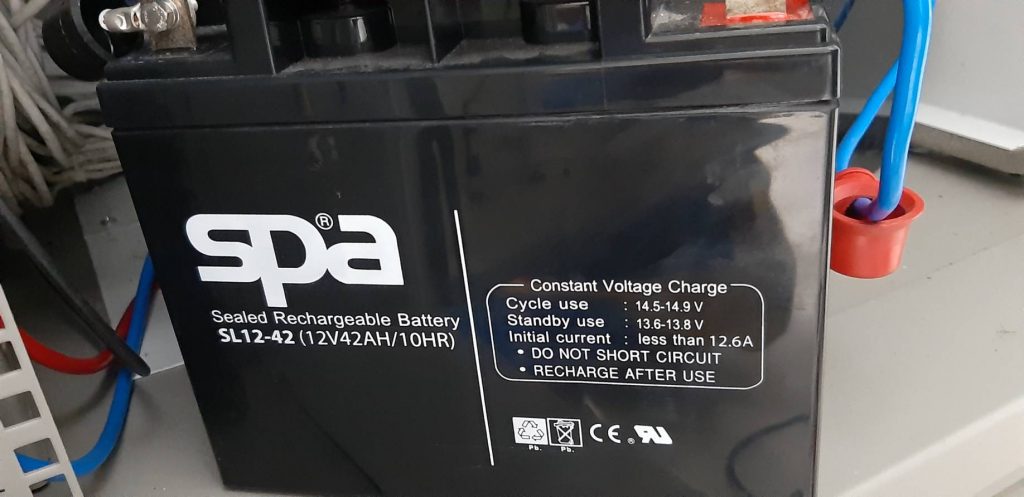 spa®
Sealed Rechargeable Battery
SL12-42 (12V42AH/10HR)
Constant Voltage Charge
Cycle use : 14.5-14.9 V
Standby use : 13.6-13.8 V
Initial current : less than 12.6A
• DO NOT SHORT CIRCUIT
• RECHARGE AFTER USE
Pb. Pb. CE